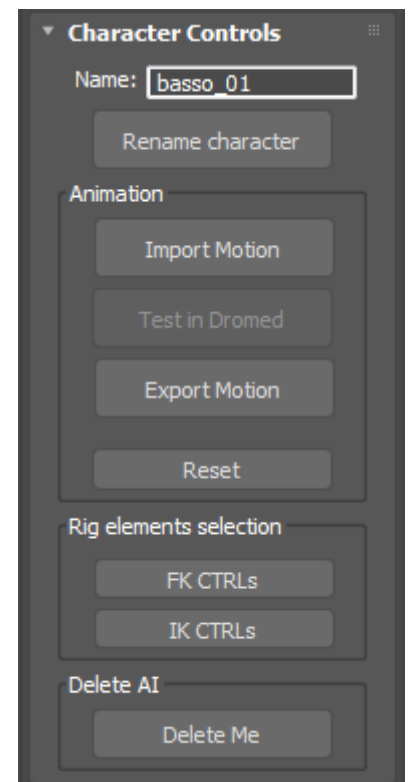 Character Controls
Name: basso_01
Rename character
Animation
Import Motion
Test in Dromed
Export Motion
Reset
Rig elements selection
FK CTRLs
IK CTRLs
Delete AI
Delete Me